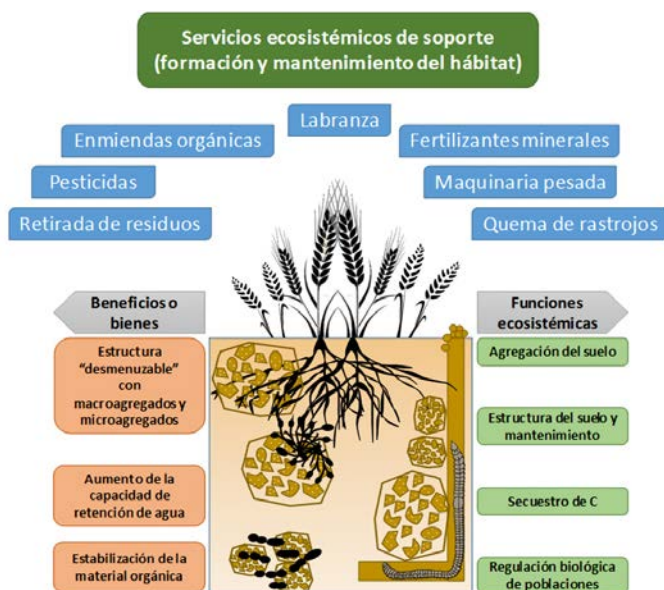 Servicios ecosistémicos de soporte
(formación y mantenimiento del hábitat)
Labranza
Enmiendas orgánicas
Fertilizantes minerales
Pesticidas
Maquinaria pesada
Retirada de residuos
Quema de rastrojos
Beneficios o
bienes
Funciones
ecosistémicas
Estructura
"desmenuzable"
con
macroagregados y
microagregados
Agregación del suelo
Estructura del suelo y
mantenimiento
Aumento de la
capacidad de
retención de agua
Secuestro de C
Estabilización de la
material orgánica
Regulación biológica
de poblaciones